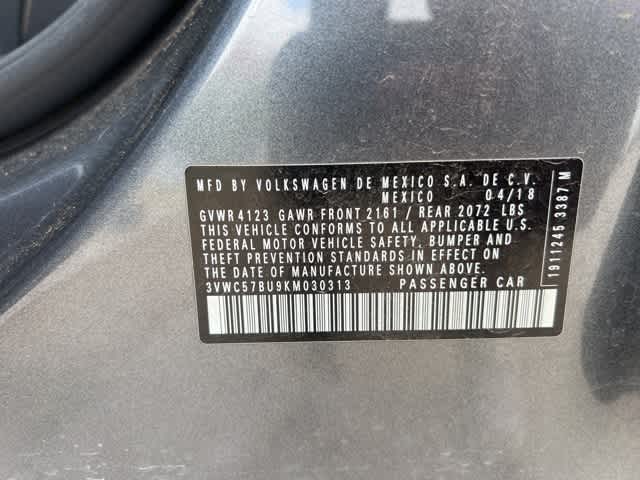 MFD BY VOLKSWAGEN DE MEXICO S.A. DE C.V.
MEXICO 04/18
GVWR 4123 GAWR FRONT 2161 / REAR 2072 LBS
THIS VEHICLE CONFORMS TO ALL APPLICABLE U.S.
FEDERAL MOTOR VEHICLE SAFETY, BUMPER AND
THEFT PREVENTION STANDARDS IN EFFECT ON
THE DATE OF MANUFACTURE SHOWN ABOVE.
3VWC57BU9KM030313 PASSENGER CAR
1911245 3387 M